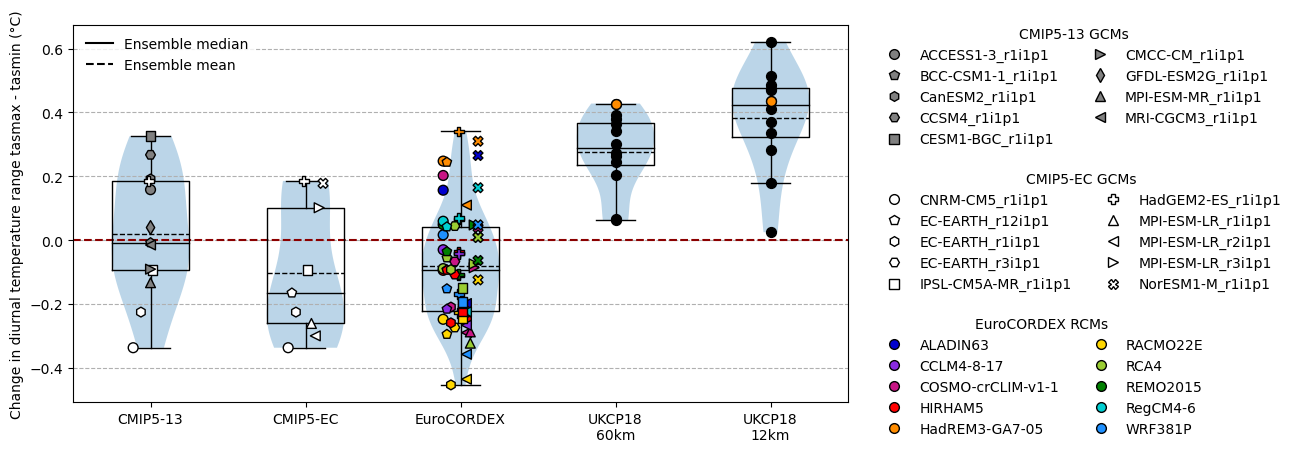 Change in diurnal temperature range tasmax - tasmin (°C)
0.6
0.4
0.2
0.0
−0.2
−0.4
Ensemble median
Ensemble mean
CMIP5-13
CMIP5-EC
EuroCORDEX
UKCP18
60km
UKCP18
12km
CMIP5-13 GCMs
ACCESS1-3_r1i1p1
BCC-CSM1-1_r1i1p1
CanESM2_r1i1p1
CCSM4_r1i1p1
CESM1-BGC_r1i1p1
CMCC-CM_r1i1p1
GFDL-ESM2G_r1i1p1
MPI-ESM-MR_r1i1p1
MRI-CGCM3_r1i1p1
CMIP5-EC GCMs
CNRM-CM5_r1i1p1
EC-EARTH_r12i1p1
EC-EARTH_r1i1p1
EC-EARTH_r3i1p1
IPSL-CM5A-MR_r1i1p1
HadGEM2-ES_r1i1p1
MPI-ESM-LR_r1i1p1
MPI-ESM-LR_r2i1p1
MPI-ESM-LR_r3i1p1
NorESM1-M_r1i1p1
EuroCORDEX RCMs
ALADIN63
CCLM4-8-17
COSMO-crCLIM-v1-1
HIRHAM5
HadREM3-GA7-05
RACMO22E
RCA4
REMO2015
RegCM4-6
WRF381P